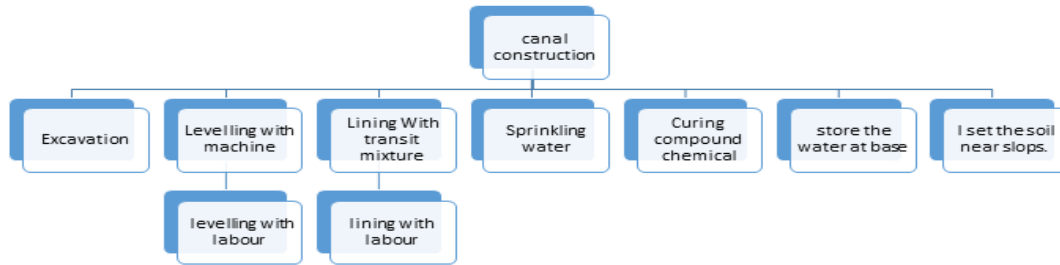 canal
construction
Excavation
Levelling with
machine
Lining With
transit
mixture
Sprinkling
water
Curing
compound
chemical
store the
water at base
I set the soil
near slops.
levelling with
labour
lining with
labour